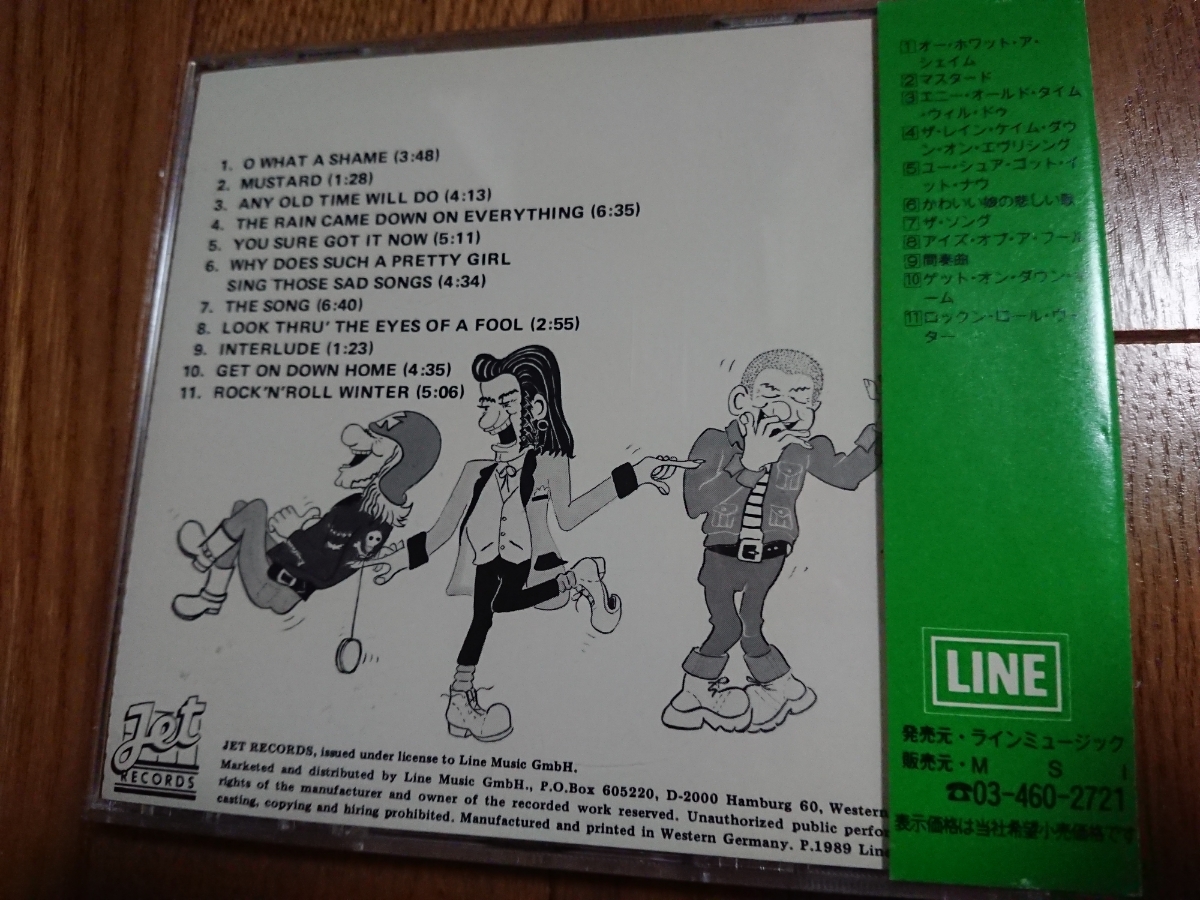 1. O WHAT A SHAME (3:48)
2. MUSTARD (1:28)
3. ANY OLD TIME WILL DO (4:13)
4. THE RAIN CAME DOWN ON EVERYTHING (6:35)
5. YOU SURE GOT IT NOW (5:11)
6. WHY DOES SUCH A PRETTY GIRL
SING THOSE SAD SONGS (4:34)
7. THE SONG (6:40)
8. LOOK THRU' THE EYES OF A FOOL (2:55)
9. INTERLUDE (1:23)
10. GET ON DOWN HOME (4:35)
11. ROCK'N'ROLL WINTER (5:06)
Jet
RECORDS
JET RECORDS, issued under license to Line Music GmbH.
Marketed and distributed by Line Music GmbH., P.O.Box 605220, D-2000 Hamburg 60, Western
rights of the manufacturer and owner of the recorded work reserved. Unauthorized public perfor
casting, copying and hiring prohibited. Manufactured and printed in Western Germany. P.1989 Line
1 オー・ホワット・ア・
シェイム
2 マスタード
3 エニー・オールド・タイム
・ウィル・ドゥ
4 ザ・レイン・ケイム・ダウ
ン・オン・エヴリシング
5 ユー・シュア・ゴット・イ
ット・ナウ
6 かわいい娘の悲しい歌
7 ザ・ソング
8 アイズ・オブ・ア・フール
9 間奏曲
10 ゲット・オン・ダウン・ホ
ーム
11 ロックン・ロール・ウィン
ター
LINE
発売元・ラインミュージック
販売元・M S I
☎03-460-2721
表示価格は当社希望小売価格です